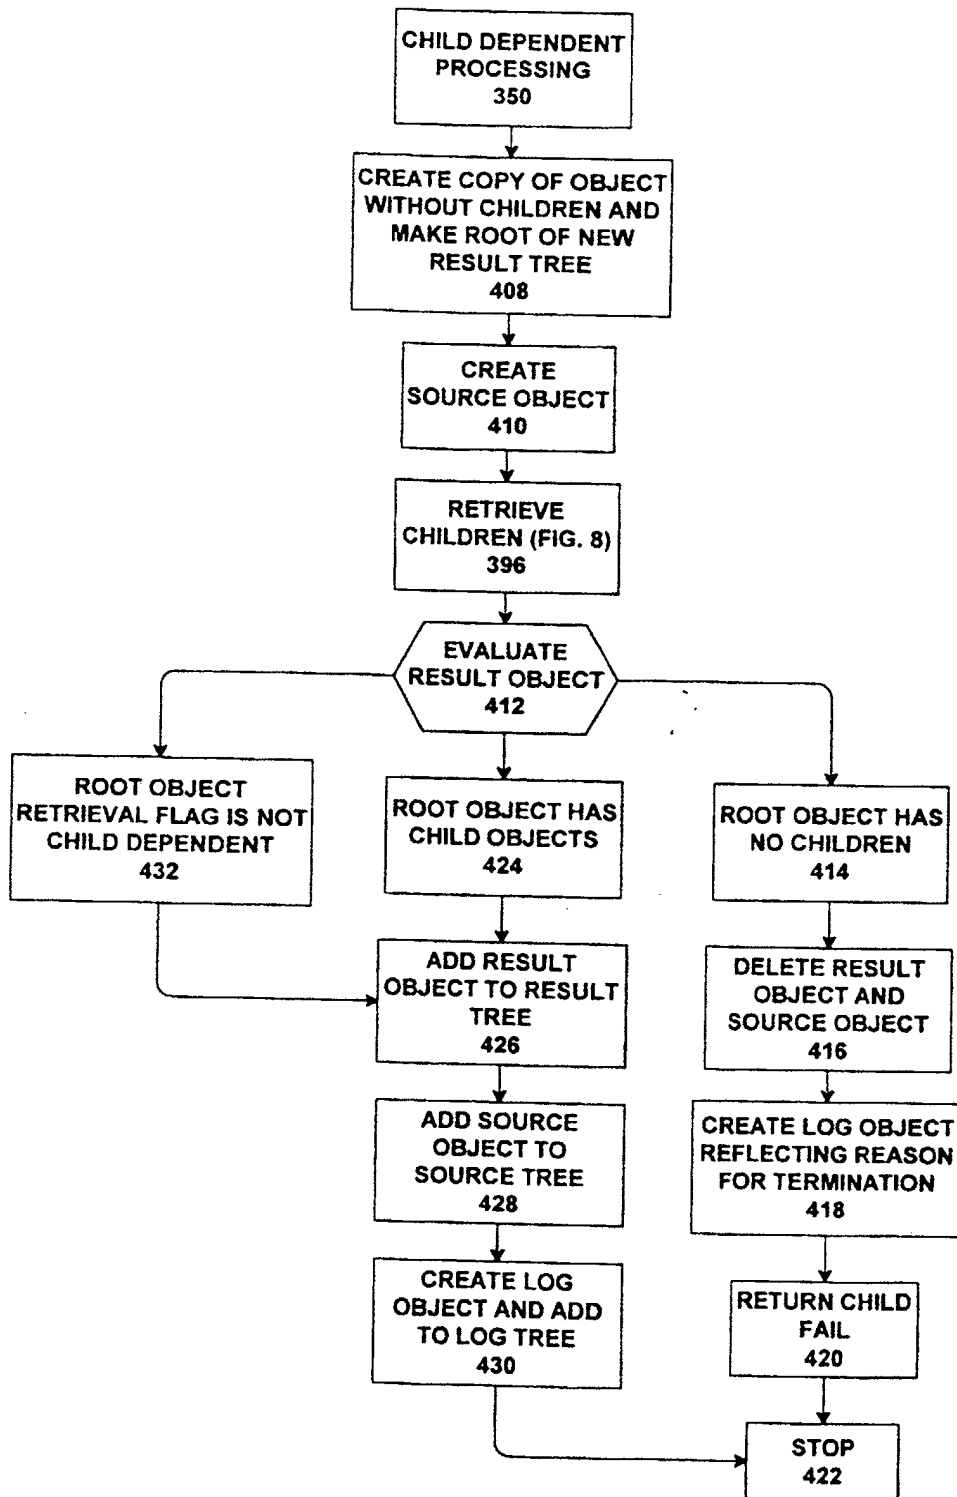 CHILD DEPENDENT
PROCESSING
350
CREATE COPY OF OBJECT
WITHOUT CHILDREN AND
MAKE ROOT OF NEW
RESULT TREE
408
CREATE
SOURCE OBJECT
410
RETRIEVE
CHILDREN (FIG. 8)
396
EVALUATE
RESULT OBJECT
412
ROOT OBJECT
RETRIEVAL FLAG IS NOT
CHILD DEPENDENT
432
ROOT OBJECT HAS
CHILD OBJECTS
424
ROOT OBJECT HAS
NO CHILDREN
414
ADD RESULT
OBJECT TO RESULT
TREE
426
DELETE RESULT
OBJECT AND
SOURCE OBJECT
416
ADD SOURCE
OBJECT TO
SOURCE TREE
428
CREATE LOG OBJECT
REFLECTING REASON
FOR TERMINATION
418
CREATE LOG
OBJECT AND ADD
TO LOG TREE
430
RETURN CHILD
FAIL
420
STOP
422